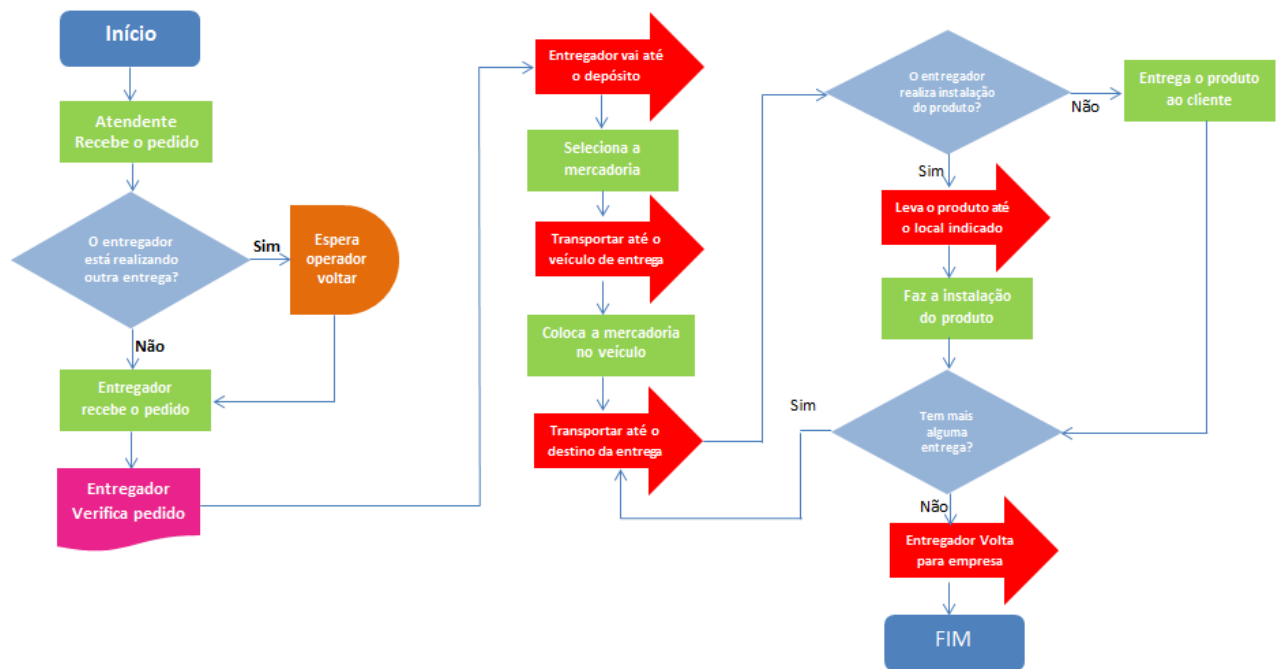 Início
Atendente
Recebe o pedido
O entregador
está realizando
outra entrega?
Sim
Espera
operador
voltar
Não
Entregador
recebe o pedido
Entregador
Verifica pedido
Entregador vai até
o depósito
Seleciona a
mercadoria
Transportar até o
veículo de entrega
Coloca a mercadoria
no veículo
Transportar até o
destino da entrega
O entregador
realiza instalação
do produto?
Não
Entrega o produto
ao cliente
Sim
Leva o produto até
o local indicado
Faz a instalação
do produto
Tem mais
alguma
entrega?
Sim
Não
Entregador Volta
para empresa
FIM